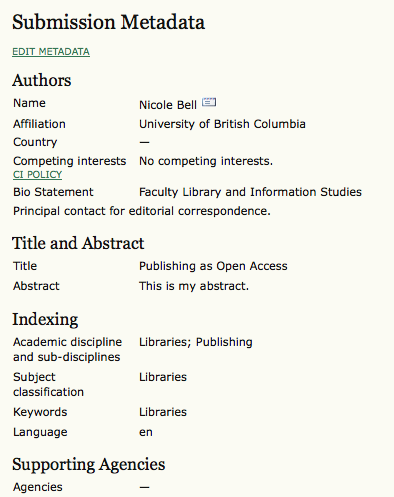 Submission Metadata
EDIT METADATA
Authors
Name Nicole Bell
Affiliation University of British Columbia
Country —
Competing interests No competing interests.
CI POLICY
Bio Statement Faculty Library and Information Studies
Principal contact for editorial correspondence.
Title and Abstract
Title Publishing as Open Access
Abstract This is my abstract.
Indexing
Academic discipline Libraries; Publishing
and sub-disciplines
Subject Libraries
classification
Keywords Libraries
Language en
Supporting Agencies
Agencies —